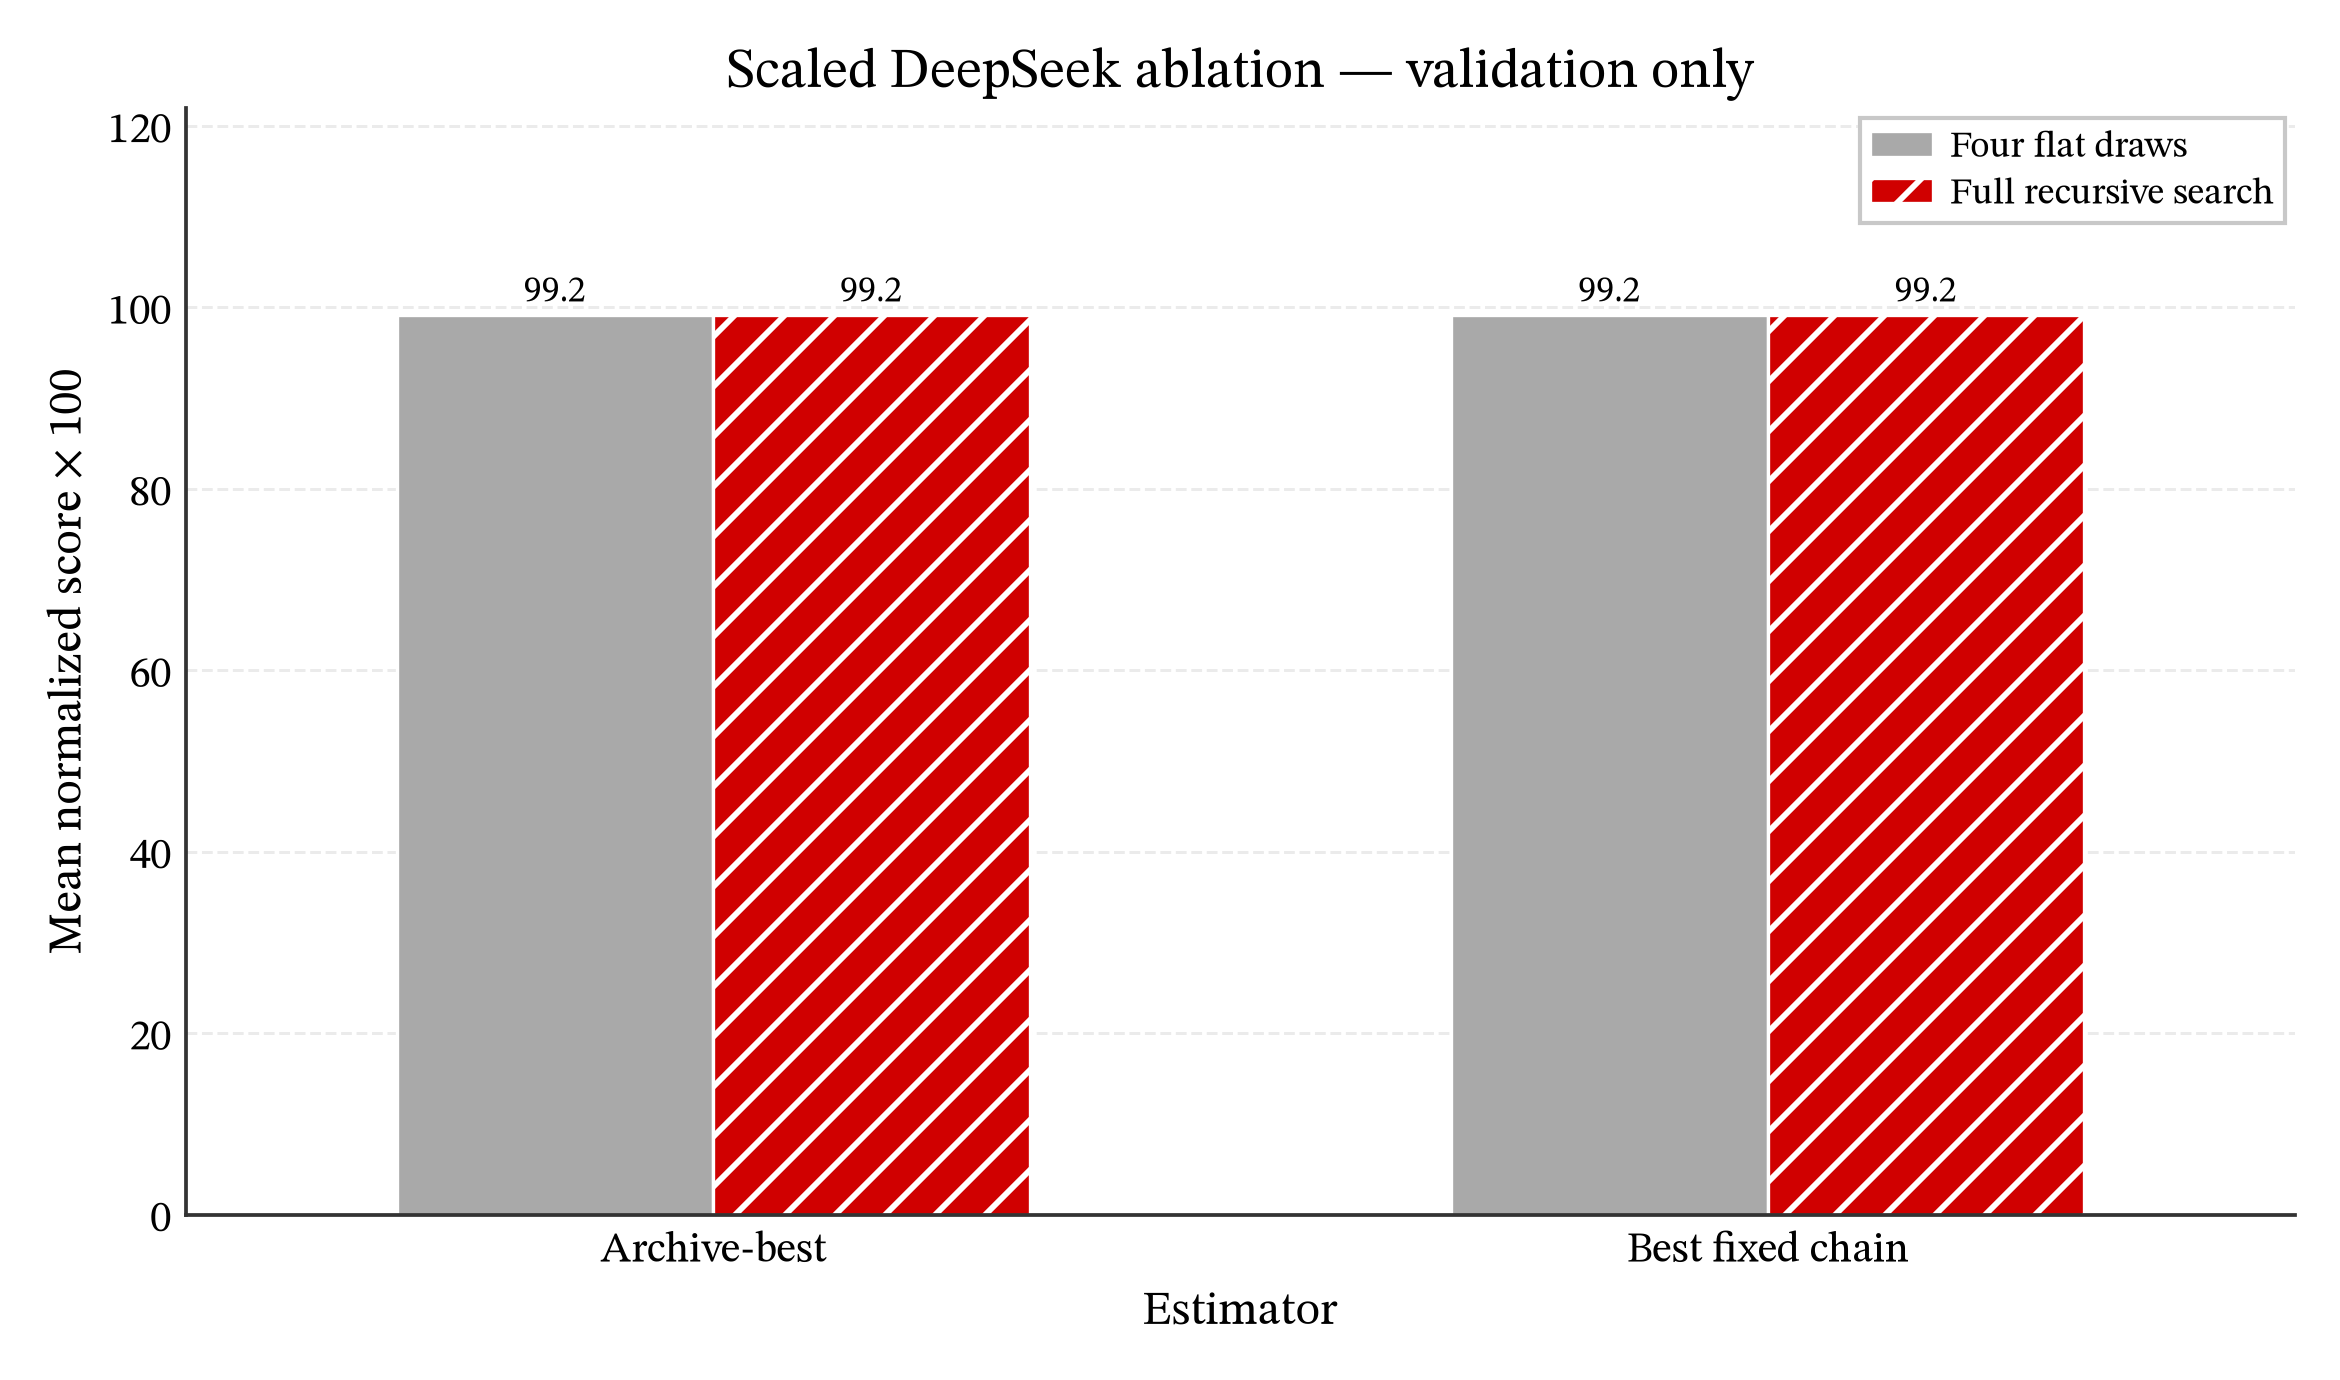 Scaled DeepSeek ablation — validation only
120
100
80
60
40
20
0
Mean normalized score × 100
Four flat draws
Full recursive search
99.2
99.2
99.2
99.2
Archive-best
Best fixed chain
Estimator